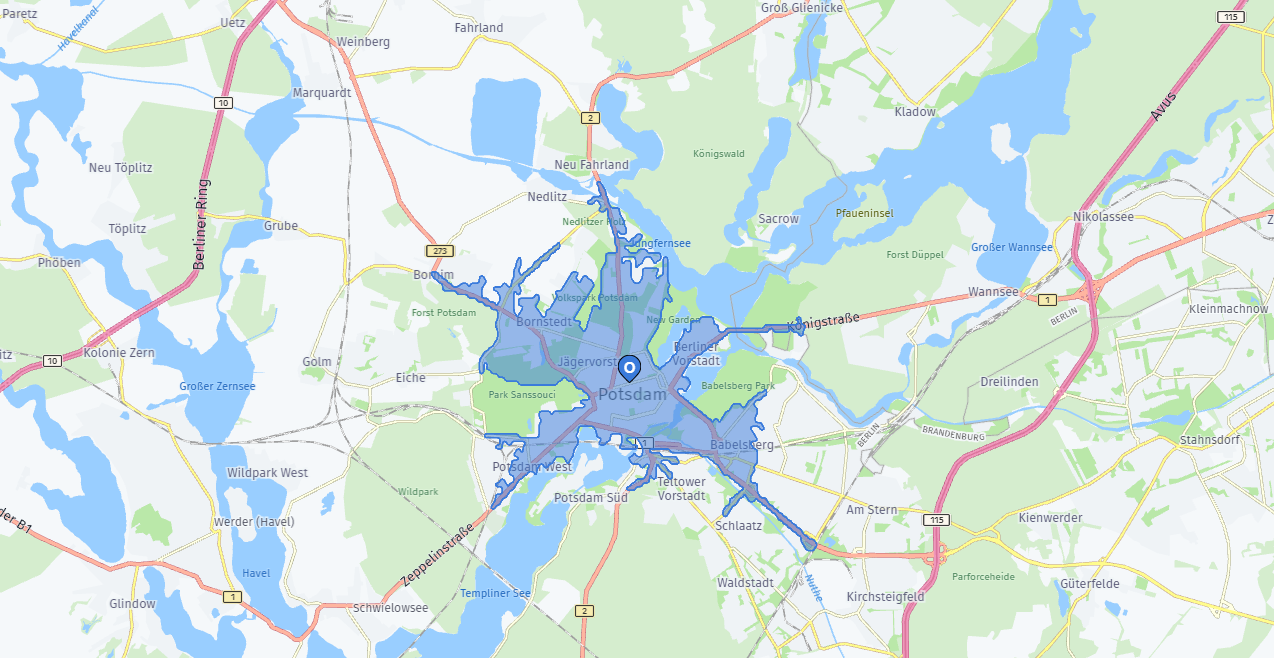 Paretz
Havelkanal
Uetz
Weinberg
Fahrland
Groß Glienicke
115
Marquardt
10
2
Kladow
Avus
Neu Töplitz
Neu Fahrland
Königswald
Nedlitz
Berliner Ring
Töplitz
Grube
Nedlitzer Holz
Sacrow
Pfaueninsel
Nikolassee
Jungfernsee
Großer Wannsee
273
Phöben
Bornim
Forst Düppel
Wannsee
1
Volkspark Potsdam
Forst Potsdam
Bornstedt
New Garden
Königstraße
BERLIN
Kleinmachnow
Kolonie Zern
10
Golm
Jägervorst
Berliner
Vorstadt
Eiche
Großer Zernsee
Park Sanssouci
Potsdam
Babelsberg Park
Dreilinden
BERLIN
BRANDENBURG
Stahnsdorf
1
Babelsberg
Wildpark West
Potsdam West
Wildpark
Potsdam Süd
Teltower
Vorstadt
der B1
Werder (Havel)
Schlaatz
Am Stern
115
Kienwerder
Zeppelinstraße
Havel
Waldstadt
Nuthe
Parforceheide
Güterfelde
Glindow
1
Schwielowsee
Templiner See
2
Kirchsteigfeld